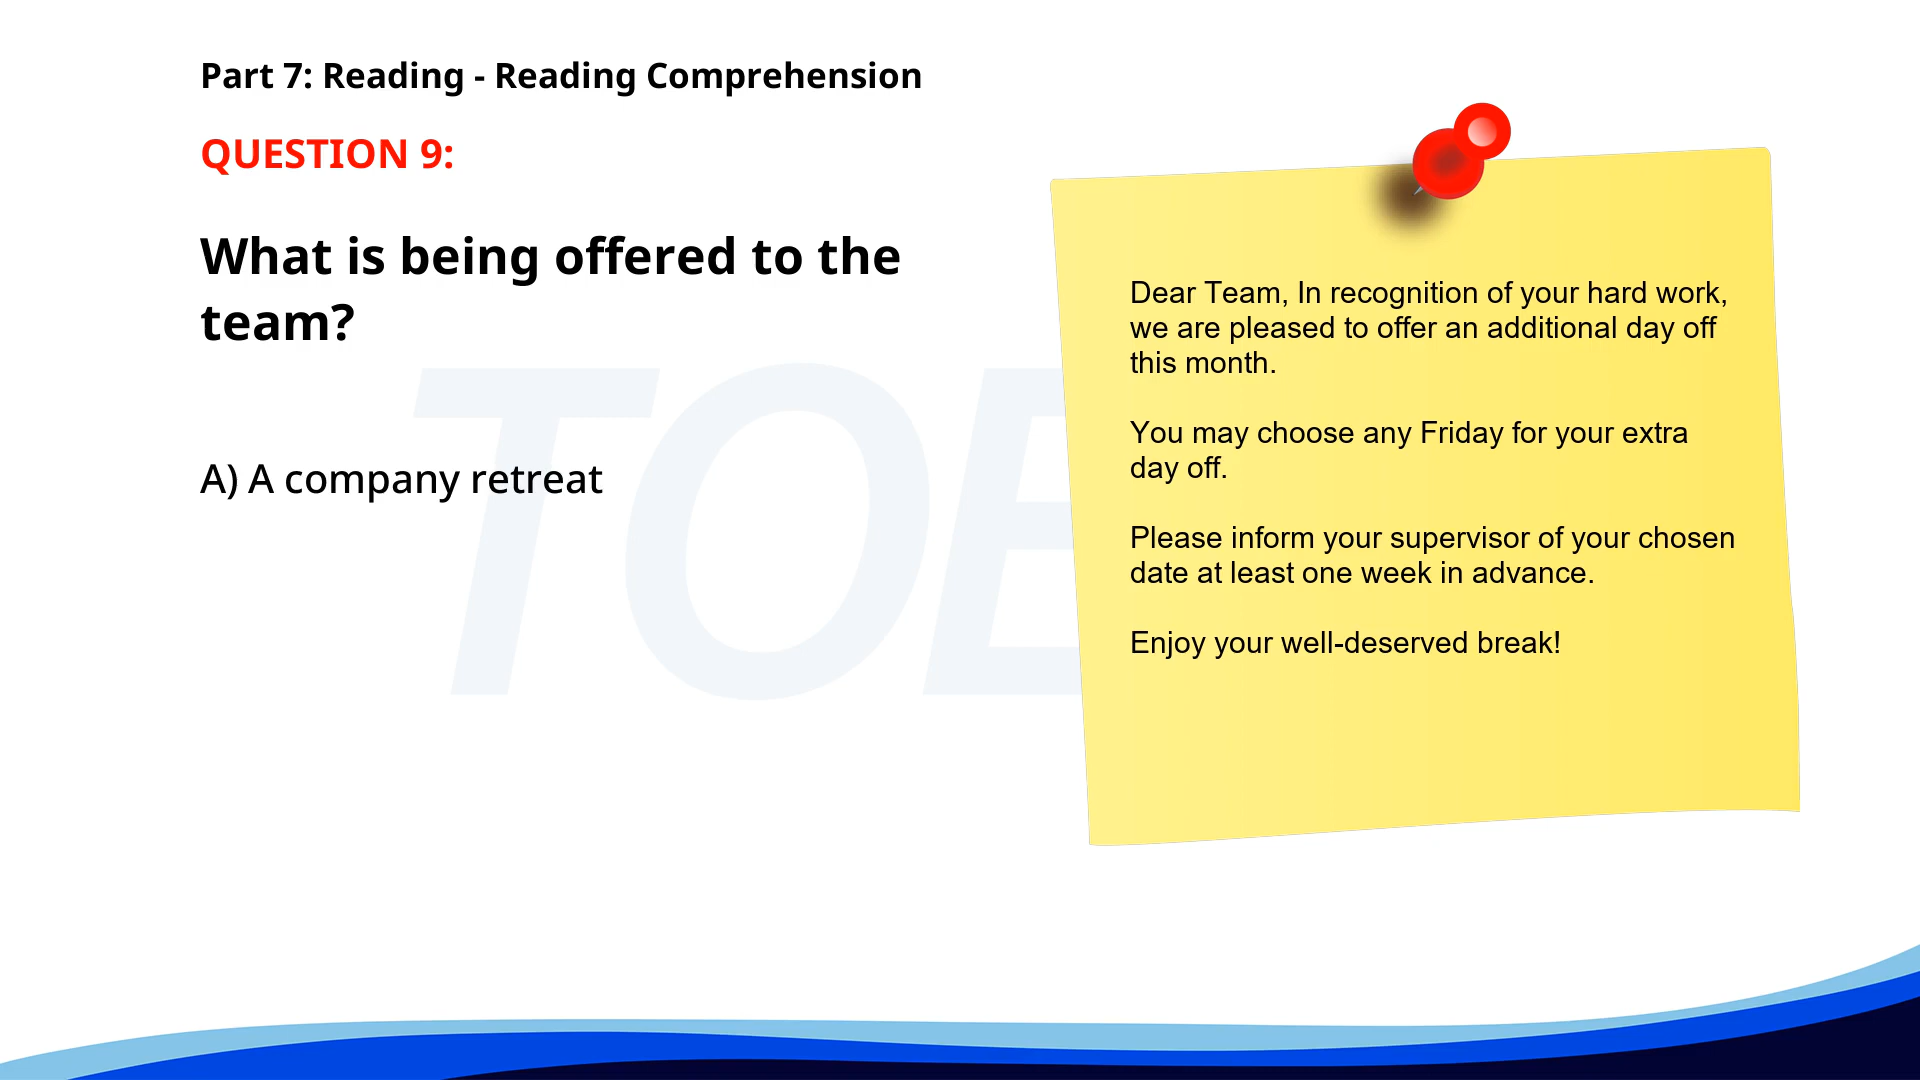 Part 7: Reading - Reading Comprehension
QUESTION 9:
What is being offered to the
team?
A) A company retreat
TOE
Dear Team, In recognition of your hard work,
we are pleased to offer an additional day off
this month.
You may choose any Friday for your extra
day off.
Please inform your supervisor of your chosen
date at least one week in advance.
Enjoy your well-deserved break!